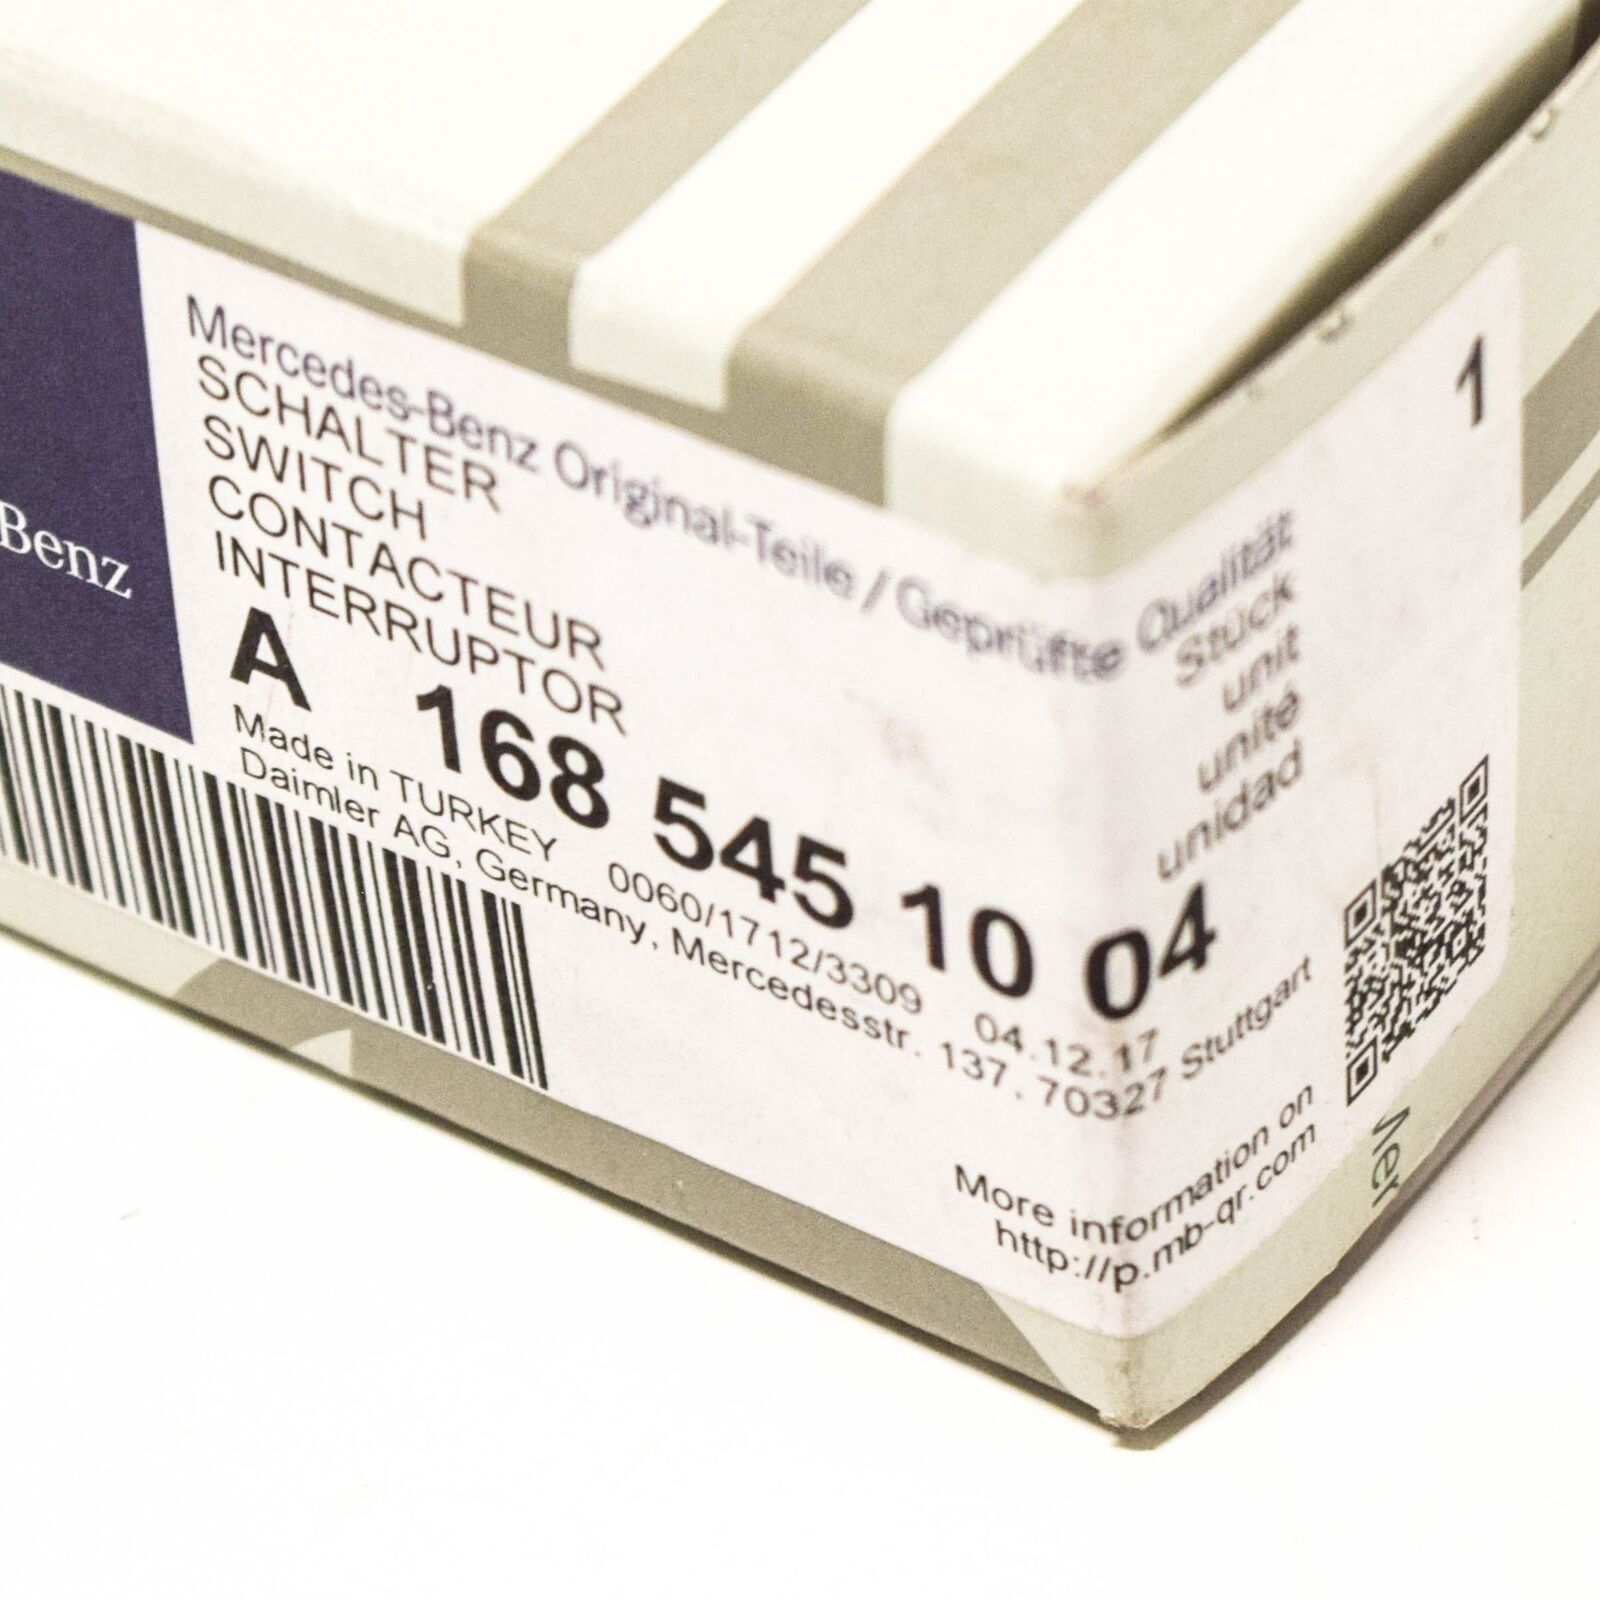 Benz
Mercedes-Benz Original-Teile / Geprüfte Qualität
SCHALTER
SWITCH
CONTACTEUR
INTERRUPTOR
1
Stück
unit
unité
unidad
A 168 545 10 04
Made in TURKEY 0060/1712/3309 04.12.17
Daimler AG, Germany, Mercedesstr. 137, 70327 Stuttgart
More information on
http://p.mb-qr.com
Mer